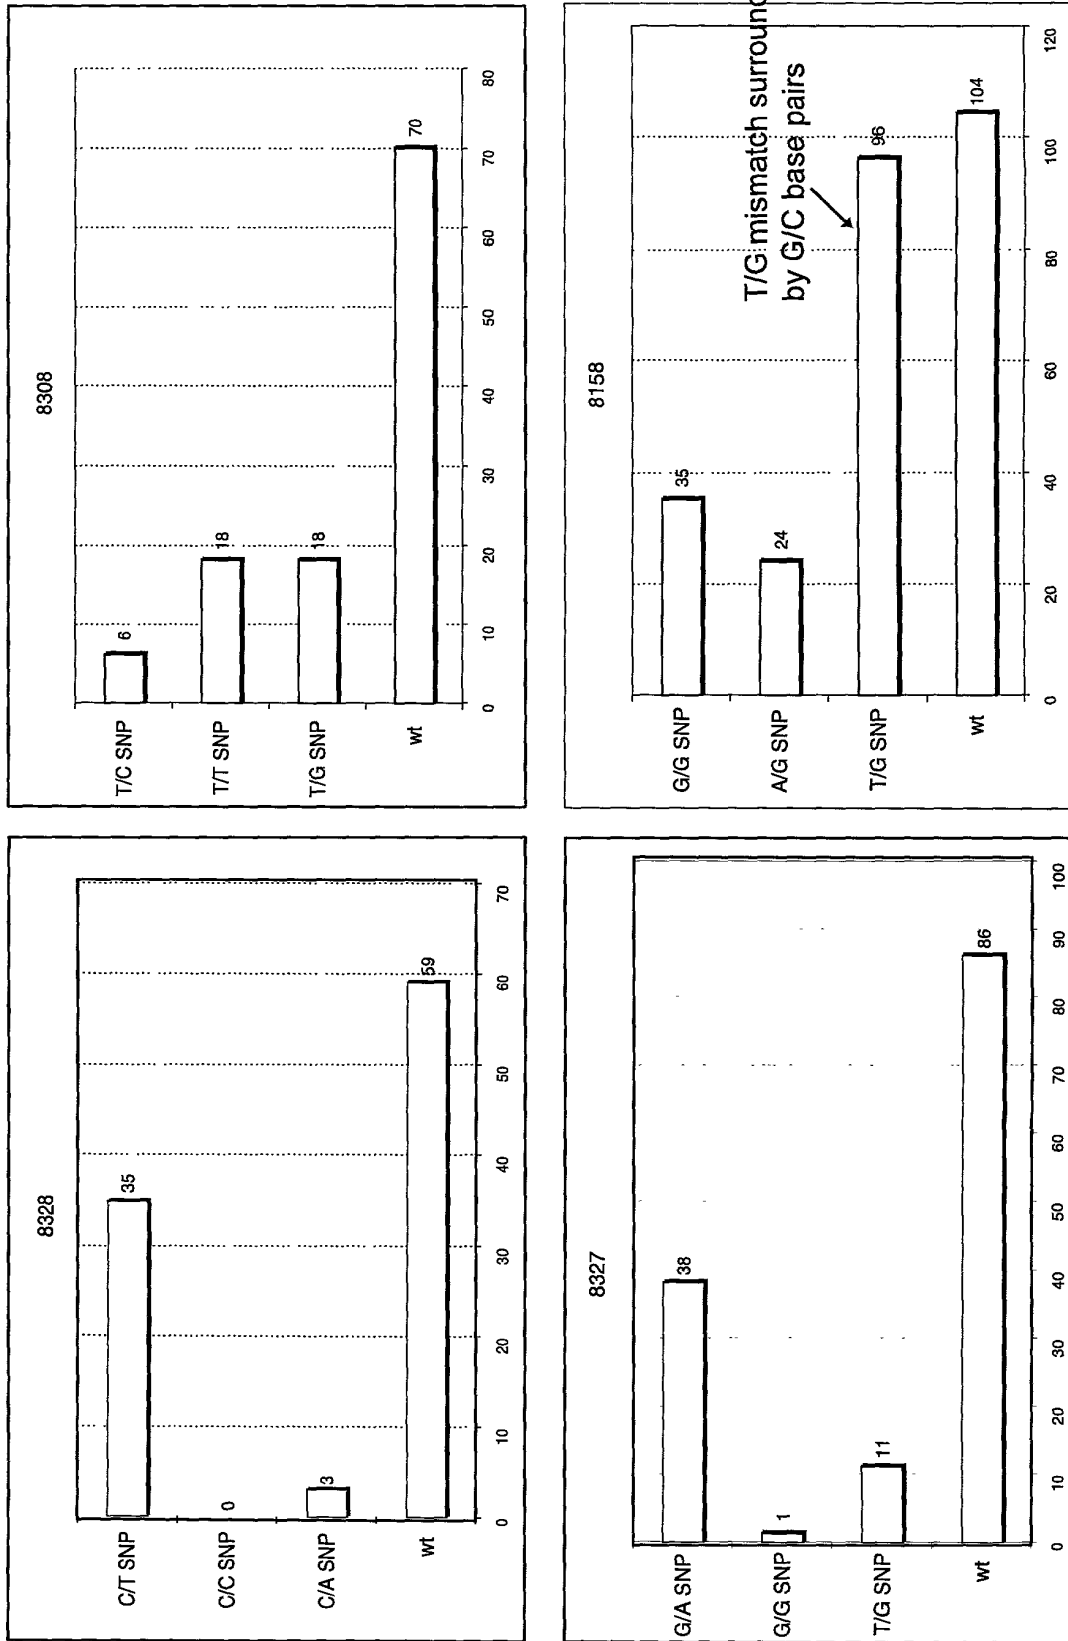 8328
C/T SNP
35
C/C SNP
0
C/A SNP
3
wt
59
0 10 20 30 40 50 60 70
8308
T/C SNP
6
T/T SNP
18
T/G SNP
18
wt
70
0 10 20 30 40 50 60 70 80
8327
G/A SNP
38
G/G SNP
1
T/G SNP
11
wt
86
0 10 20 30 40 50 60 70 80 90 100
8158
G/G SNP
35
A/G SNP
24
T/G SNP
96
wt
104
0 20 40 60 80 100 120
T/G mismatch
by G/C base pairs